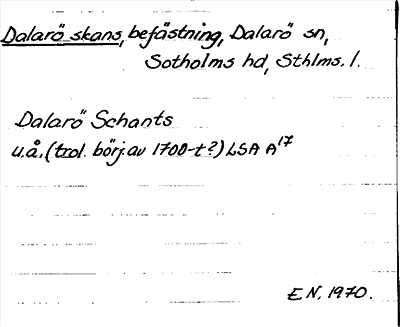 Dalarö skans, befästning, Dalarö sn,
Sotholms hd, Sthlms. l.
Dalarö Schants
u.å. (trol. börj. av 1700-t?) LSA A17
E N. 1970.